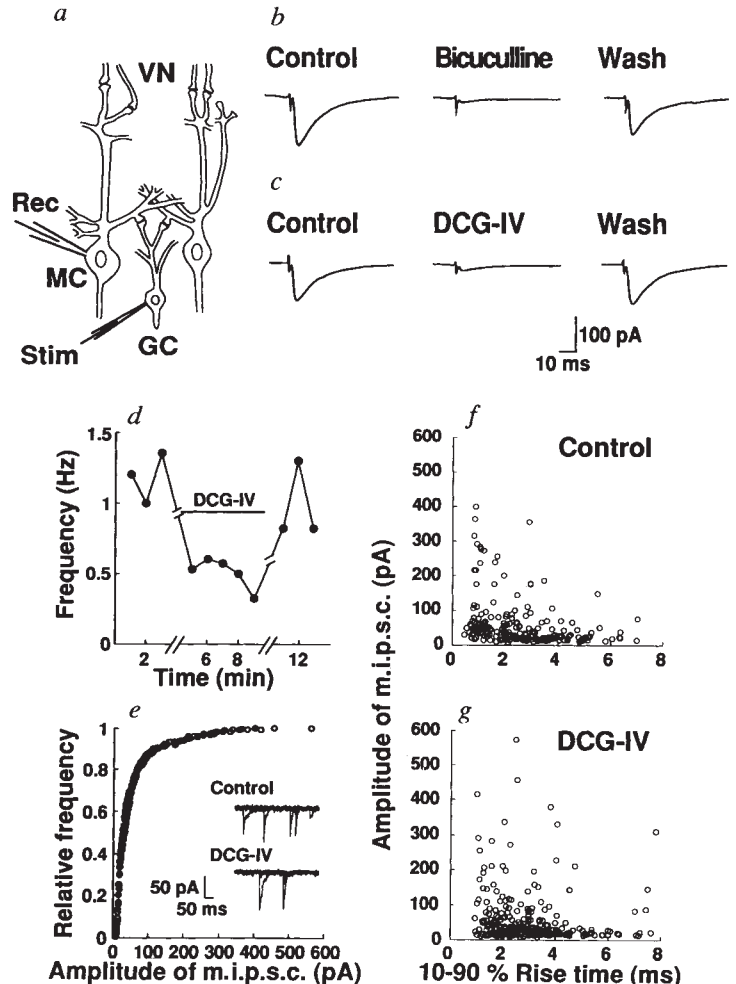 a
VN
Rec
MC
Stim
GC
b
Control
Bicuculline
Wash
c
Control
DCG-IV
Wash
100 pA
10 ms
d
Frequency (Hz)
1.5
1
0.5
0
DCG-IV
2
6
8
12
Time (min)
e
Relative frequency
1
0.8
0.6
0.4
0.2
0
Control
DCG-IV
50 pA
50 ms
0
100
200
300
400
500
600
Amplitude of m.i.p.s.c. (pA)
f
Control
Amplitude of m.i.p.s.c. (pA)
600
500
400
300
200
100
0
0
2
4
6
8
g
DCG-IV
600
500
400
300
200
100
0
0
2
4
6
8
10-90 % Rise time (ms)